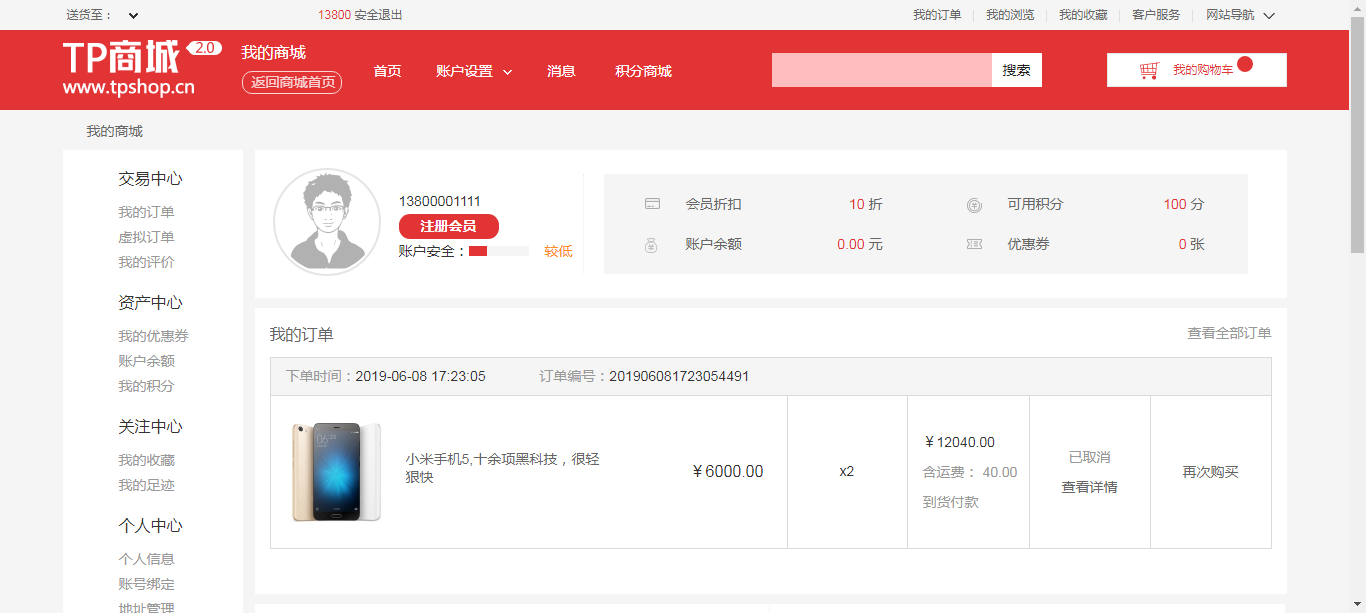 送货至：
13800 安全退出
我的订单
我的浏览
我的收藏
客户服务
网站导航
TP商城 2.0
www.tpshop.cn
我的商城
返回商城首页
首页
账户设置
消息
积分商城
搜索
我的购物车
我的商城
交易中心
我的订单
虚拟订单
我的评价
资产中心
我的优惠券
账户余额
我的积分
关注中心
我的收藏
我的足迹
个人中心
个人信息
账号绑定
地址管理
13800001111
注册会员
账户安全： 较低
会员折扣 10 折
可用积分 100 分
账户余额 0.00 元
优惠券 0 张
我的订单
查看全部订单
下单时间：2019-06-08 17:23:05 订单编号：201906081723054491
小米手机5,十余项黑科技，很轻
狠快
￥6000.00
x2
￥12040.00
含运费： 40.00
到货付款
已取消
查看详情
再次购买